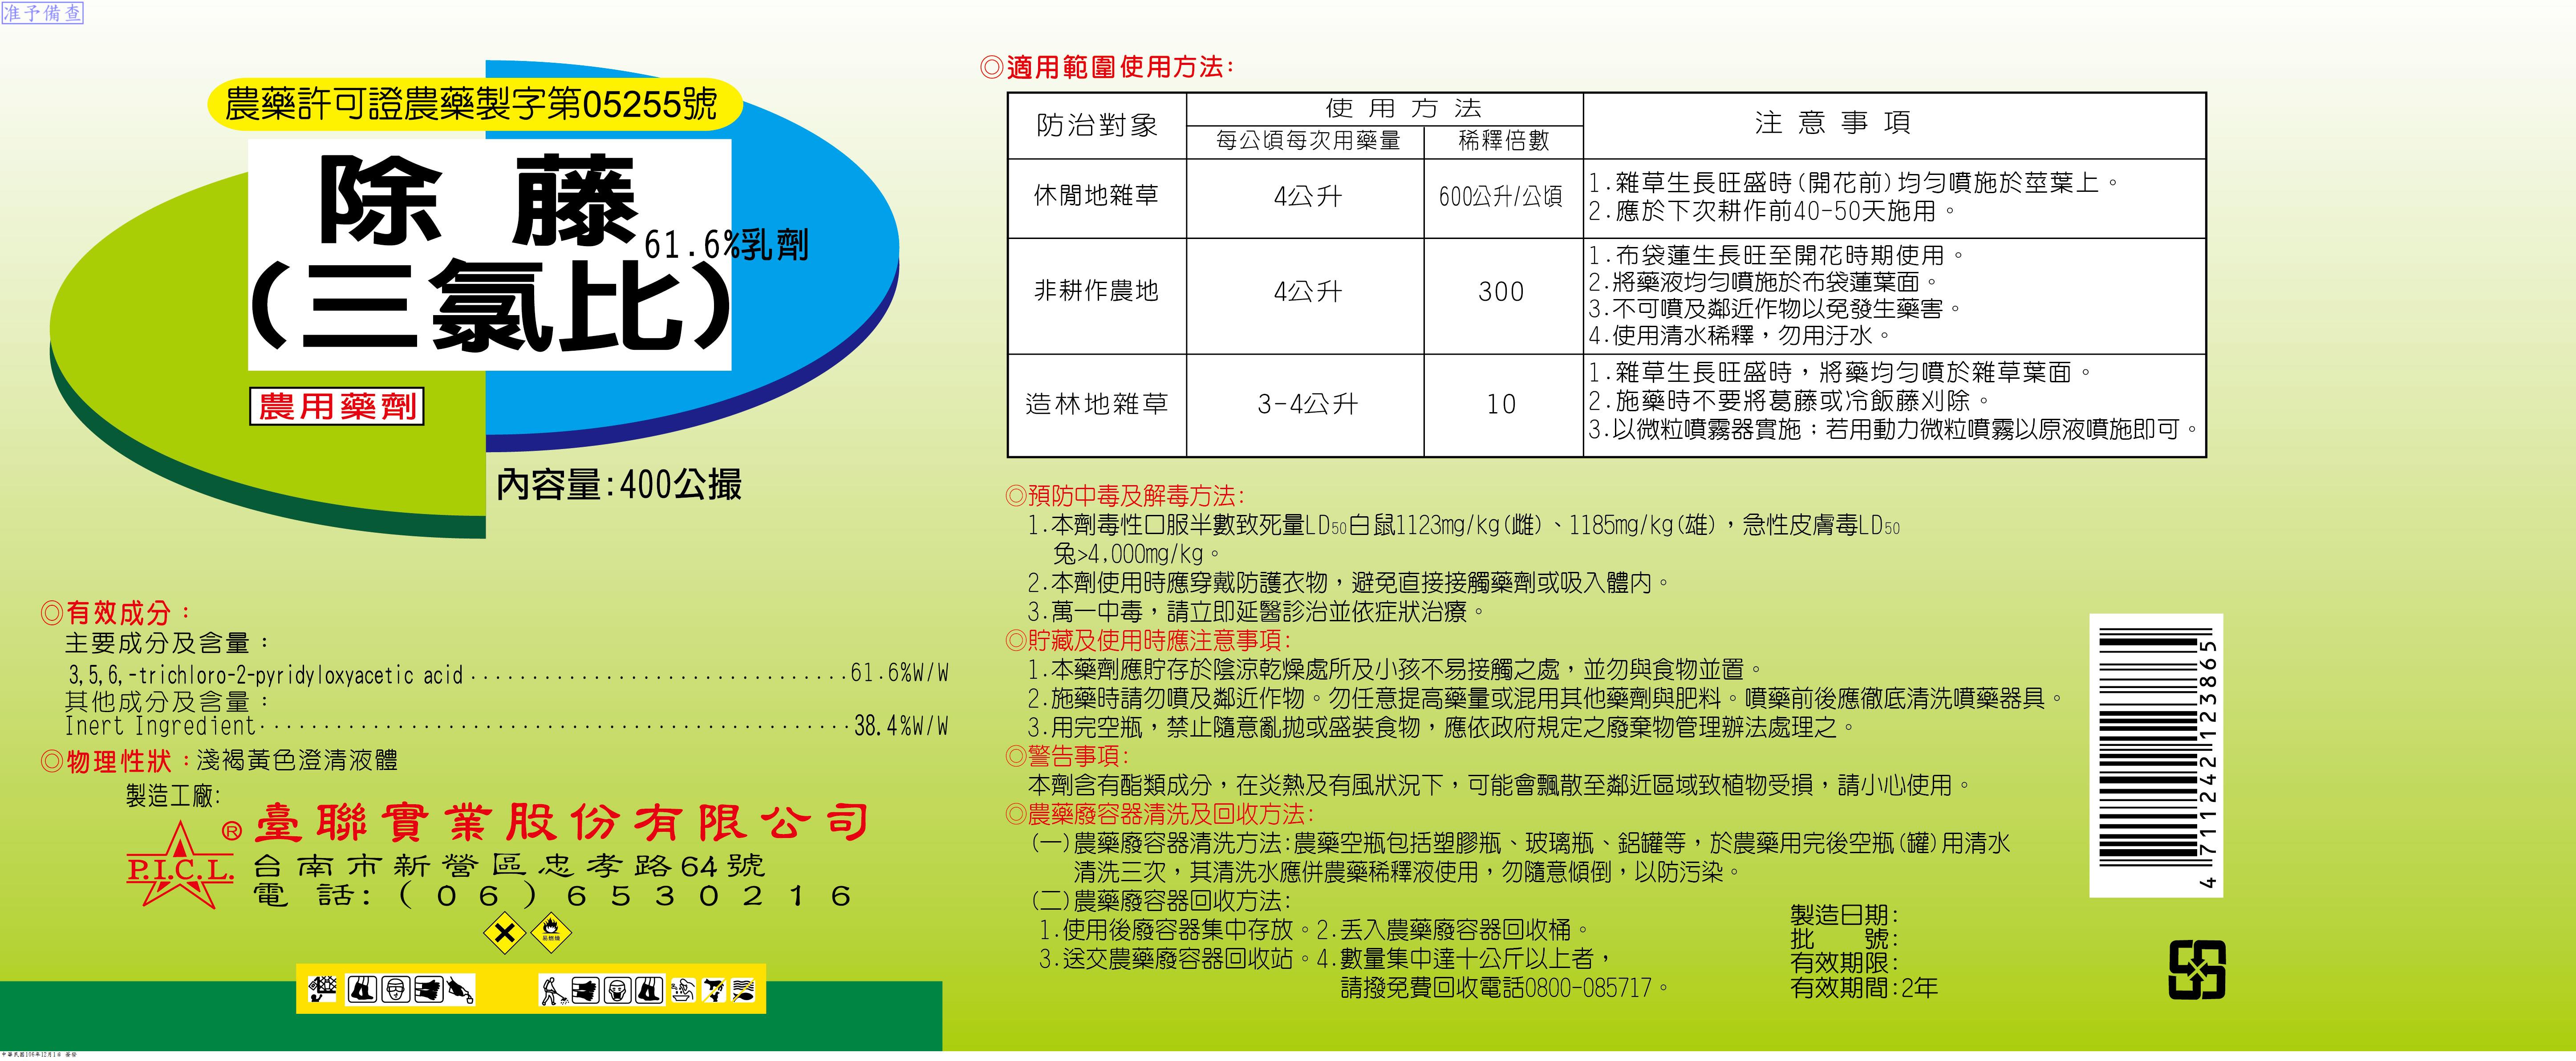 准予備查
農藥許可證農藥製字第05255號
除藤
61.6%乳劑
(三氯比)
農用藥劑
內容量:400公撮
◎有效成分：
主要成分及含量：
3,5,6,-trichloro-2-pyridyloxyacetic acid································61.6%W/W
其他成分及含量：
Inert Ingredient················································38.4%W/W
◎物理性狀：淺褐黃色澄清液體
製造工廠:
P.I.C.L.
®臺聯實業股份有限公司
台南市新營區忠孝路64號
電話:(06)6530216
易燃燒
中華民國106年12月1日 簽發
◎適用範圍使用方法:
防治對象
使用方法
注意事項
每公頃每次用藥量
稀釋倍數
休閒地雜草
4公升
600公升/公頃
1.雜草生長旺盛時(開花前)均勻噴施於莖葉上。
2.應於下次耕作前40-50天施用。
非耕作農地
4公升
300
1.布袋蓮生長旺至開花時期使用。
2.將藥液均勻噴施於布袋蓮葉面。
3.不可噴及鄰近作物以免發生藥害。
4.使用清水稀釋，勿用汙水。
造林地雜草
3-4公升
10
1.雜草生長旺盛時，將藥均勻噴於雜草葉面。
2.施藥時不要將葛藤或冷飯藤刈除。
3.以微粒噴霧器實施；若用動力微粒噴霧以原液噴施即可。
◎預防中毒及解毒方法:
1.本劑毒性口服半數致死量LD50白鼠1123mg/kg(雌)、1185mg/kg(雄)，急性皮膚毒LD50
兔>4,000mg/kg。
2.本劑使用時應穿戴防護衣物，避免直接接觸藥劑或吸入體內。
3.萬一中毒，請立即延醫診治並依症狀治療。
◎貯藏及使用時應注意事項:
1.本藥劑應貯存於陰涼乾燥處所及小孩不易接觸之處，並勿與食物並置。
2.施藥時請勿噴及鄰近作物。勿任意提高藥量或混用其他藥劑與肥料。噴藥前後應徹底清洗噴藥器具。
3.用完空瓶，禁止隨意亂拋或盛裝食物，應依政府規定之廢棄物管理辦法處理之。
◎警告事項:
本劑含有酯類成分，在炎熱及有風狀況下，可能會飄散至鄰近區域致植物受損，請小心使用。
◎農藥廢容器清洗及回收方法:
(一)農藥廢容器清洗方法:農藥空瓶包括塑膠瓶、玻璃瓶、鋁罐等，於農藥用完後空瓶(罐)用清水
清洗三次，其清洗水應併農藥稀釋液使用，勿隨意傾倒，以防污染。
(二)農藥廢容器回收方法:
1.使用後廢容器集中存放。2.丟入農藥廢容器回收桶。
3.送交農藥廢容器回收站。4.數量集中達十公斤以上者，
請撥免費回收電話0800-085717。
製造日期:
批號:
有效期限:
有效期間:2年
4711242123865